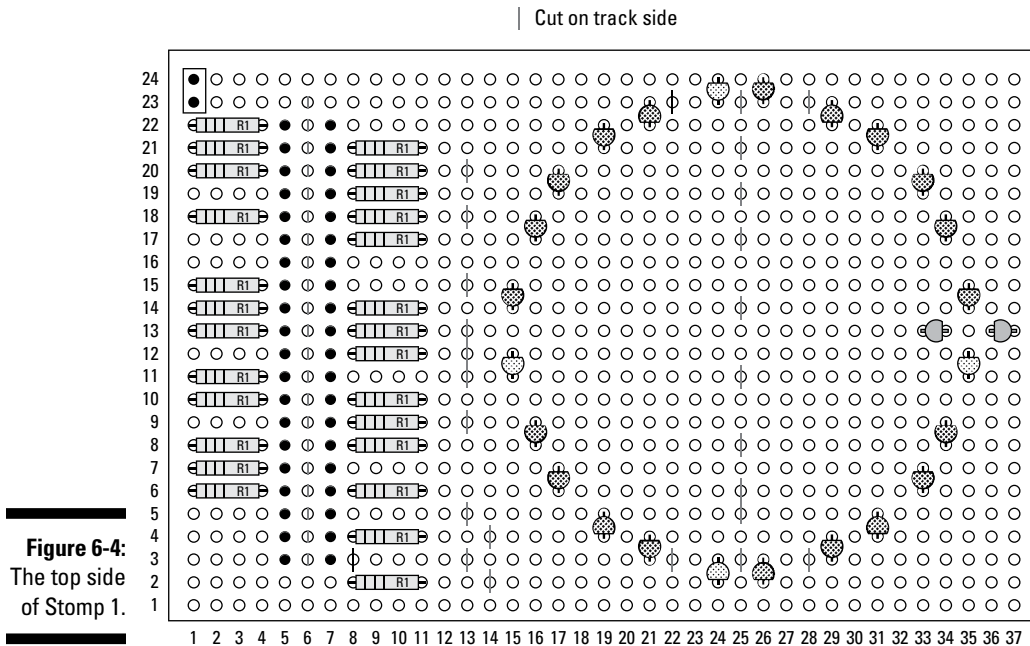 Cut on track side
24
23
22 R1
21 R1 R1
20 R1 R1
19 R1
18 R1 R1
17 R1
16
15 R1
14 R1 R1
13 R1 R1
12 R1
11 R1
10 R1 R1
9 R1
8 R1 R1
7 R1
6 R1 R1
5
4 R1
3
2 R1
1
1 2 3 4 5 6 7 8 9 10 11 12 13 14 15 16 17 18 19 20 21 22 23 24 25 26 27 28 29 30 31 32 33 34 35 36 37
Figure 6-4:
The top side
of Stomp 1.